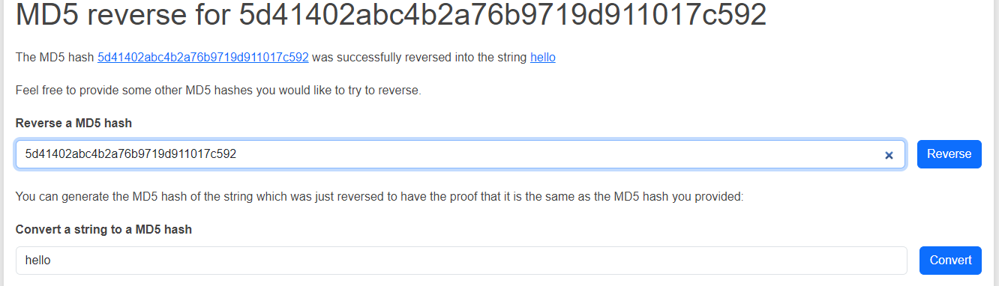 MD5 reverse for 5d41402abc4b2a76b9719d911017c592
The MD5 hash 5d41402abc4b2a76b9719d911017c592 was successfully reversed into the string hello
Feel free to provide some other MD5 hashes you would like to try to reverse.
Reverse a MD5 hash
5d41402abc4b2a76b9719d911017c592 Reverse
You can generate the MD5 hash of the string which was just reversed to have the proof that it is the same as the MD5 hash you provided:
Convert a string to a MD5 hash
hello Convert